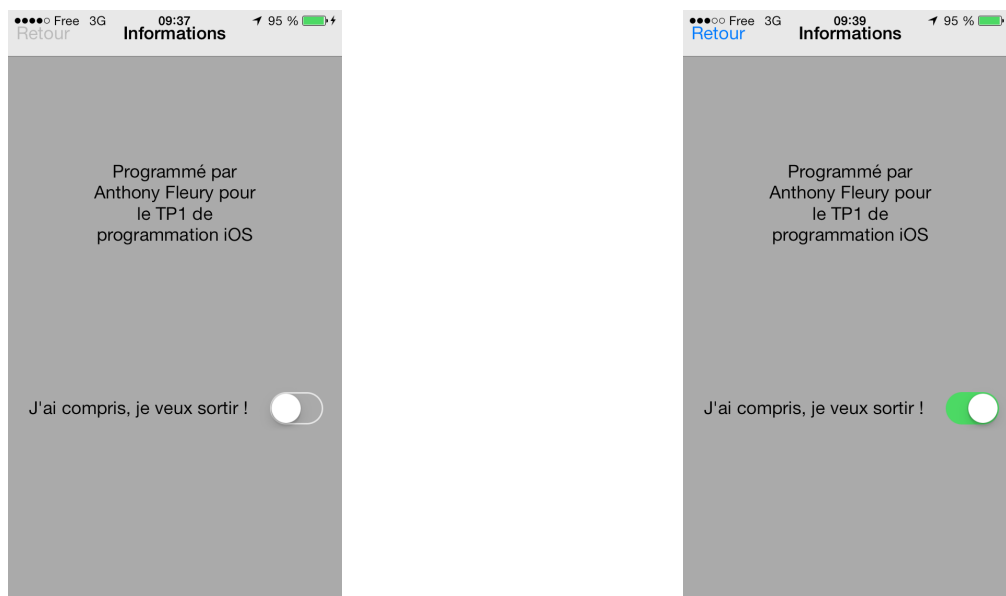 Free 3G 09:37 95 %
Retour Informations
Programmé par
Anthony Fleury pour
le TP1 de
programmation iOS
J'ai compris, je veux sortir !
Free 3G 09:39 95 %
Retour Informations
Programmé par
Anthony Fleury pour
le TP1 de
programmation iOS
J'ai compris, je veux sortir !